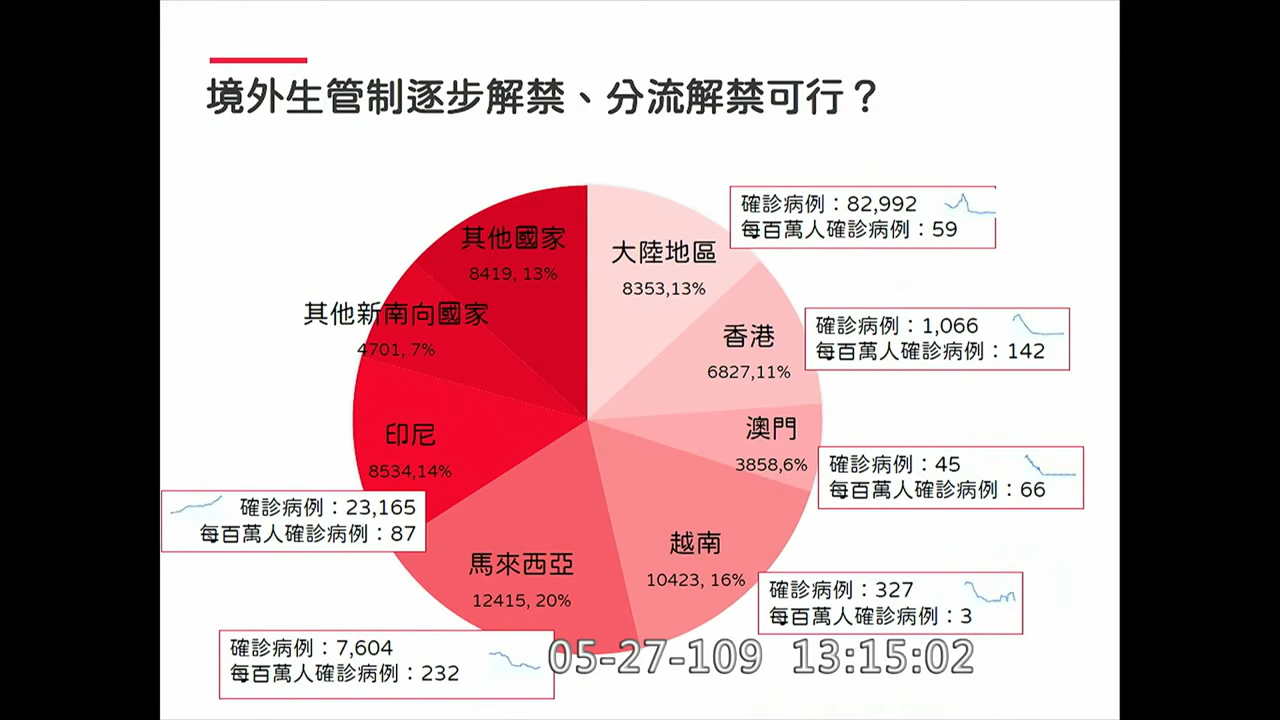 境外生管制逐步解禁、分流解禁可行？
其他國家
8419, 13%
大陸地區
8353,13%
確診病例：82,992
每百萬人確診病例：59
其他新南向國家
4701, 7%
香港
6827,11%
確診病例：1,066
每百萬人確診病例：142
印尼
8534,14%
澳門
3858,6%
確診病例：45
每百萬人確診病例：66
確診病例：23,165
每百萬人確診病例：87
馬來西亞
12415, 20%
越南
10423, 16%
確診病例：327
每百萬人確診病例：3
確診病例：7,604
每百萬人確診病例：232
05-27-109 13:15:02